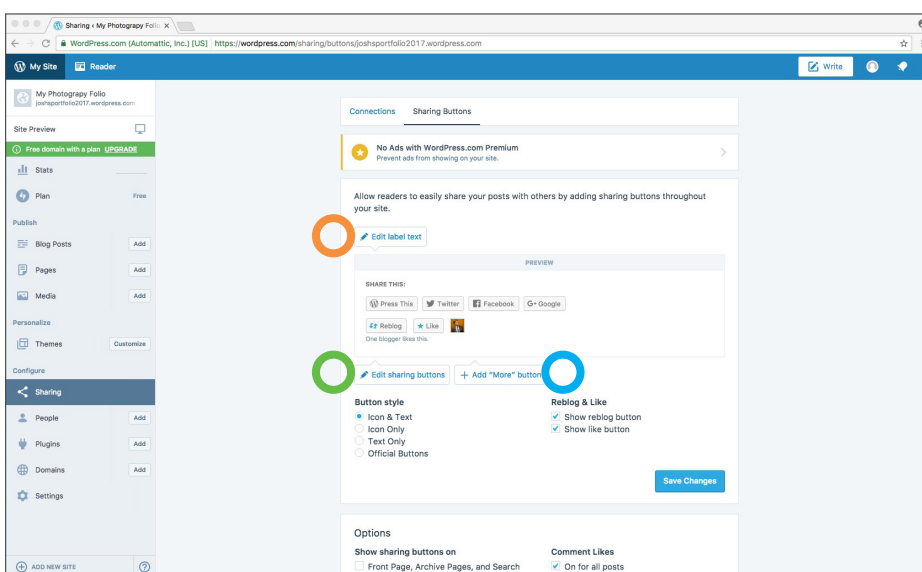 Sharing ‹ My Photograpy Folio
WordPress.com (Automattic, Inc.) [US] https://wordpress.com/sharing/buttons/joshsportfolio2017.wordpress.com
My Site Reader Write
My Photograpy Folio
joshsportfolio2017.wordpress.com
Site Preview
Free domain with a plan UPGRADE
Stats
Plan Free
Publish
Blog Posts Add
Pages Add
Media Add
Personalize
Themes Customize
Configure
Sharing
People Add
Plugins Add
Domains Add
Settings
ADD NEW SITE
Connections Sharing Buttons
No Ads with WordPress.com Premium
Prevent ads from showing on your site.
Allow readers to easily share your posts with others by adding sharing buttons throughout
your site.
Edit label text
PREVIEW
SHARE THIS:
Press This Twitter Facebook G+ Google
Reblog Like
One blogger likes this.
Edit sharing buttons + Add "More" button
Button style
Icon & Text
Icon Only
Text Only
Official Buttons
Reblog & Like
Show reblog button
Show like button
Save Changes
Options
Show sharing buttons on
Front Page, Archive Pages, and Search
Comment Likes
On for all posts